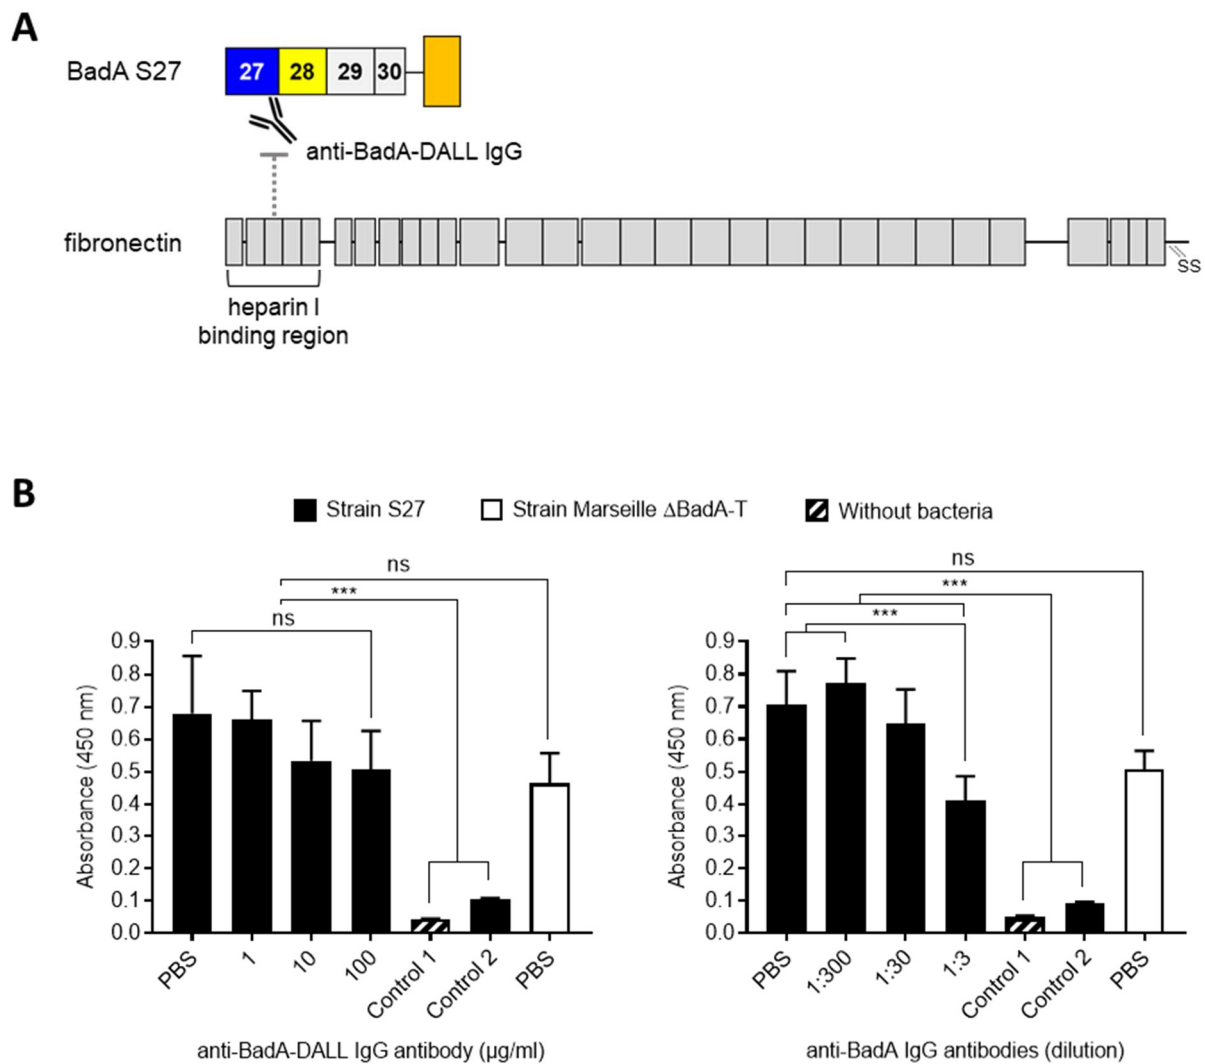 A
BadA S27
27 28 29 30
anti-BadA-DALL IgG
fibronectin
SS
heparin I
binding region
B
Strain S27 Strain Marseille ΔBadA-T Without bacteria
ns
***
ns
0.9
0.8
0.7
0.6
0.5
0.4
0.3
0.2
0.1
0.0
Absorbance (450 nm)
PBS 1 10 100 Control 1 Control 2 PBS
anti-BadA-DALL IgG antibody (µg/ml)
ns
***
***
0.9
0.8
0.7
0.6
0.5
0.4
0.3
0.2
0.1
0.0
Absorbance (450 nm)
PBS 1:300 1:30 1:3 Control 1 Control 2 PBS
anti-BadA IgG antibodies (dilution)